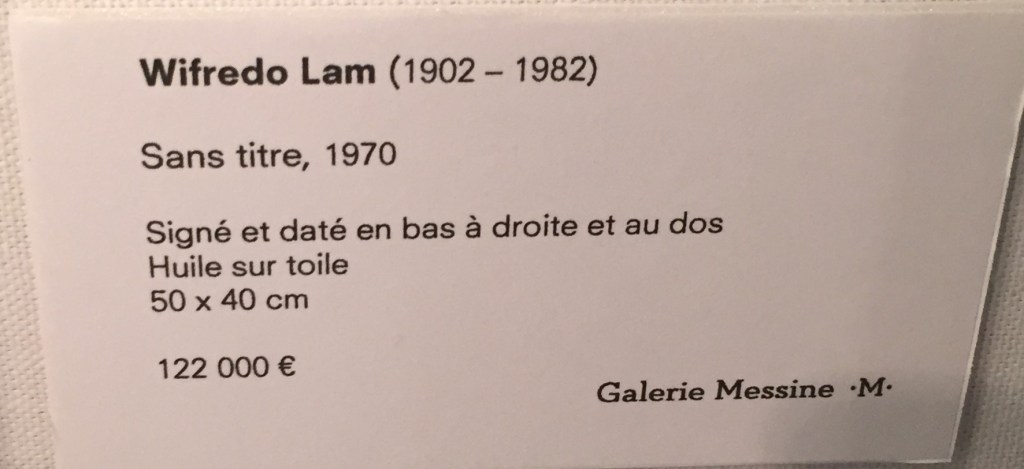 Wifredo Lam (1902 – 1982)
Sans titre, 1970
Signé et daté en bas à droite et au dos
Huile sur toile
50 x 40 cm
122 000 €
Galerie Messine ·M·